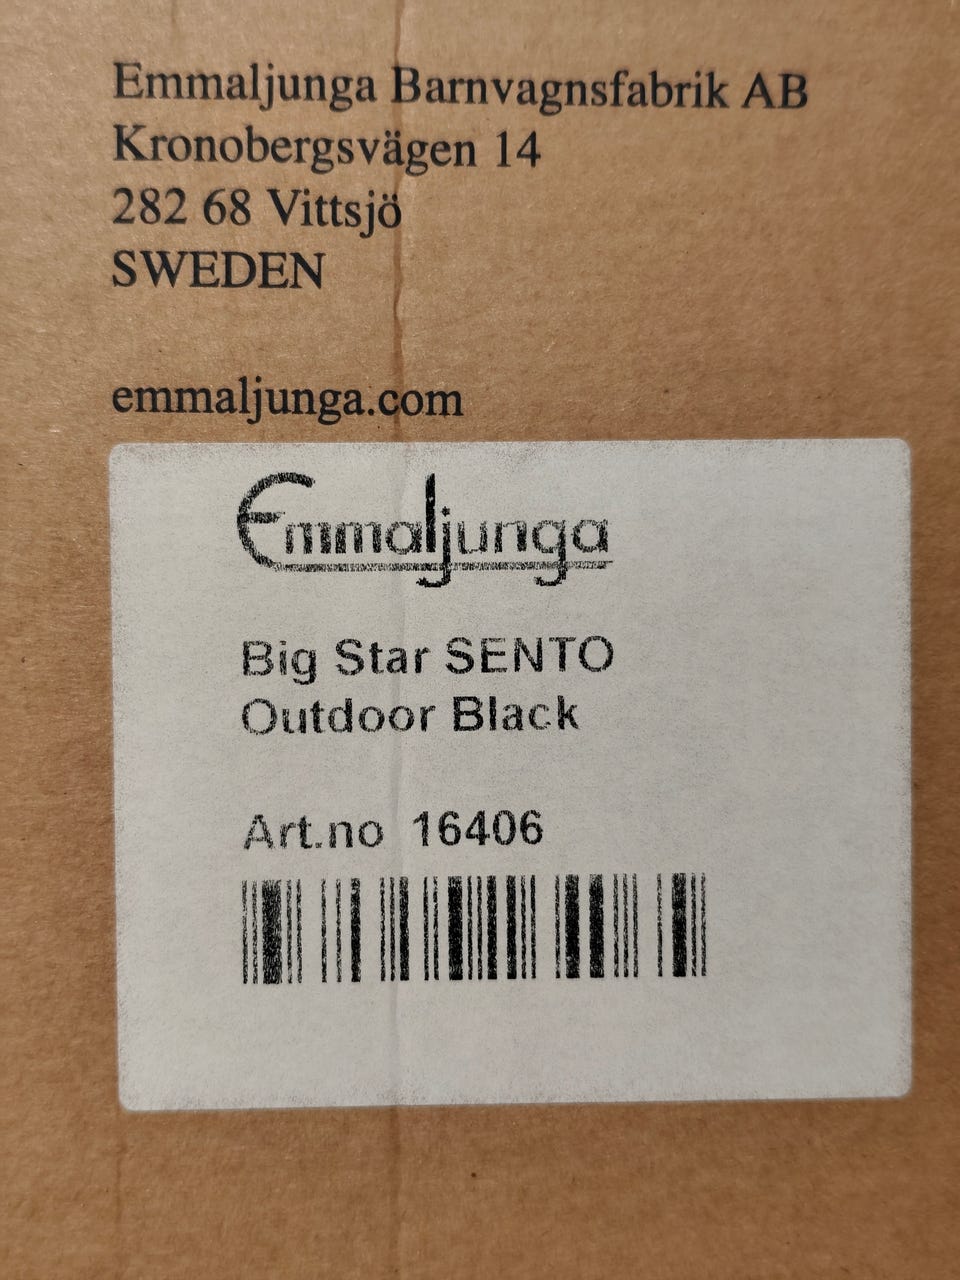 Emmaljunga Barnvagnsfabrik AB
Kronobergsvägen 14
282 68 Vittsjö
SWEDEN
emmaljunga.com
Emmaljunga
Big Star SENTO
Outdoor Black
Art.no 16406